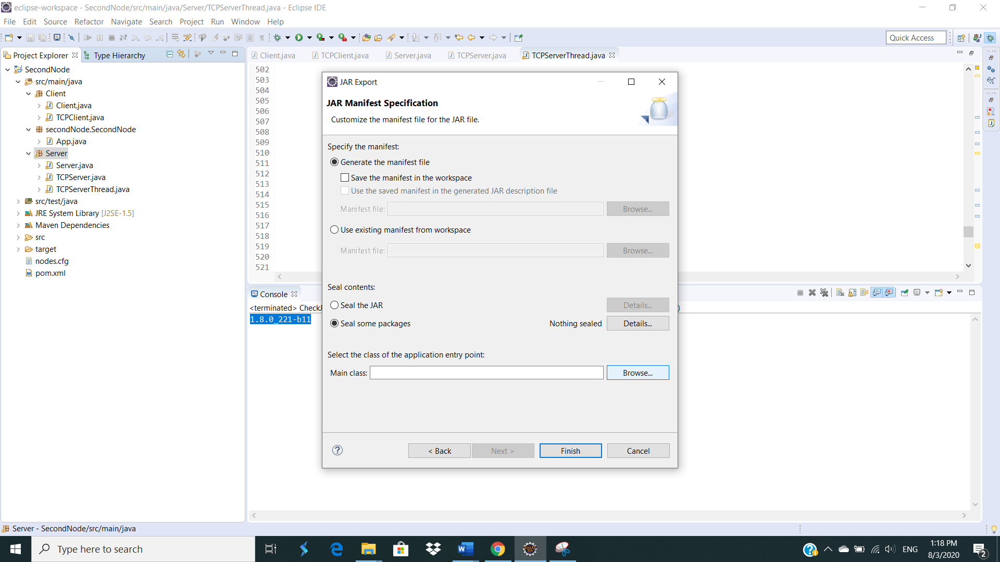 eclipse-workspace - SecondNode/src/main/java/Server/TCPServerThread.java - Eclipse IDE
File Edit Source Refactor Navigate Search Project Run Window Help
Quick Access
Project Explorer Type Hierarchy
SecondNode
src/main/java
Client
Client.java
TCPClient.java
secondNode.SecondNode
App.java
Server
Server.java
TCPServer.java
TCPServerThread.java
src/test/java
JRE System Library [J2SE-1.5]
Maven Dependencies
src
target
nodes.cfg
pom.xml
Client.java TCPClient.java Server.java TCPServer.java TCPServerThread.java
502
503
504
505
506
507
508
509
510
511
512
513
514
515
516
517
518
519
520
521
JAR Export
JAR Manifest Specification
Customize the manifest file for the JAR file.
Specify the manifest:
Generate the manifest file
Save the manifest in the workspace
Use the saved manifest in the generated JAR description file
Manifest file: Browse...
Use existing manifest from workspace
Manifest file: Browse...
Seal contents:
Seal the JAR Details...
Seal some packages Nothing sealed Details...
Select the class of the application entry point:
Main class: Browse...
< Back Next > Finish Cancel
Console
<terminated> CheckJ
1.8.0_221-b11
Server - SecondNode/src/main/java
Type here to search
ENG
1:18 PM
8/3/2020
2